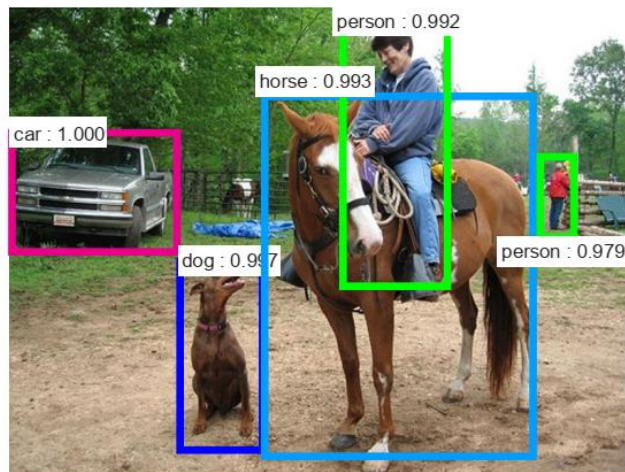 person : 0.992
horse : 0.993
car : 1.000
dog : 0.997
person : 0.979